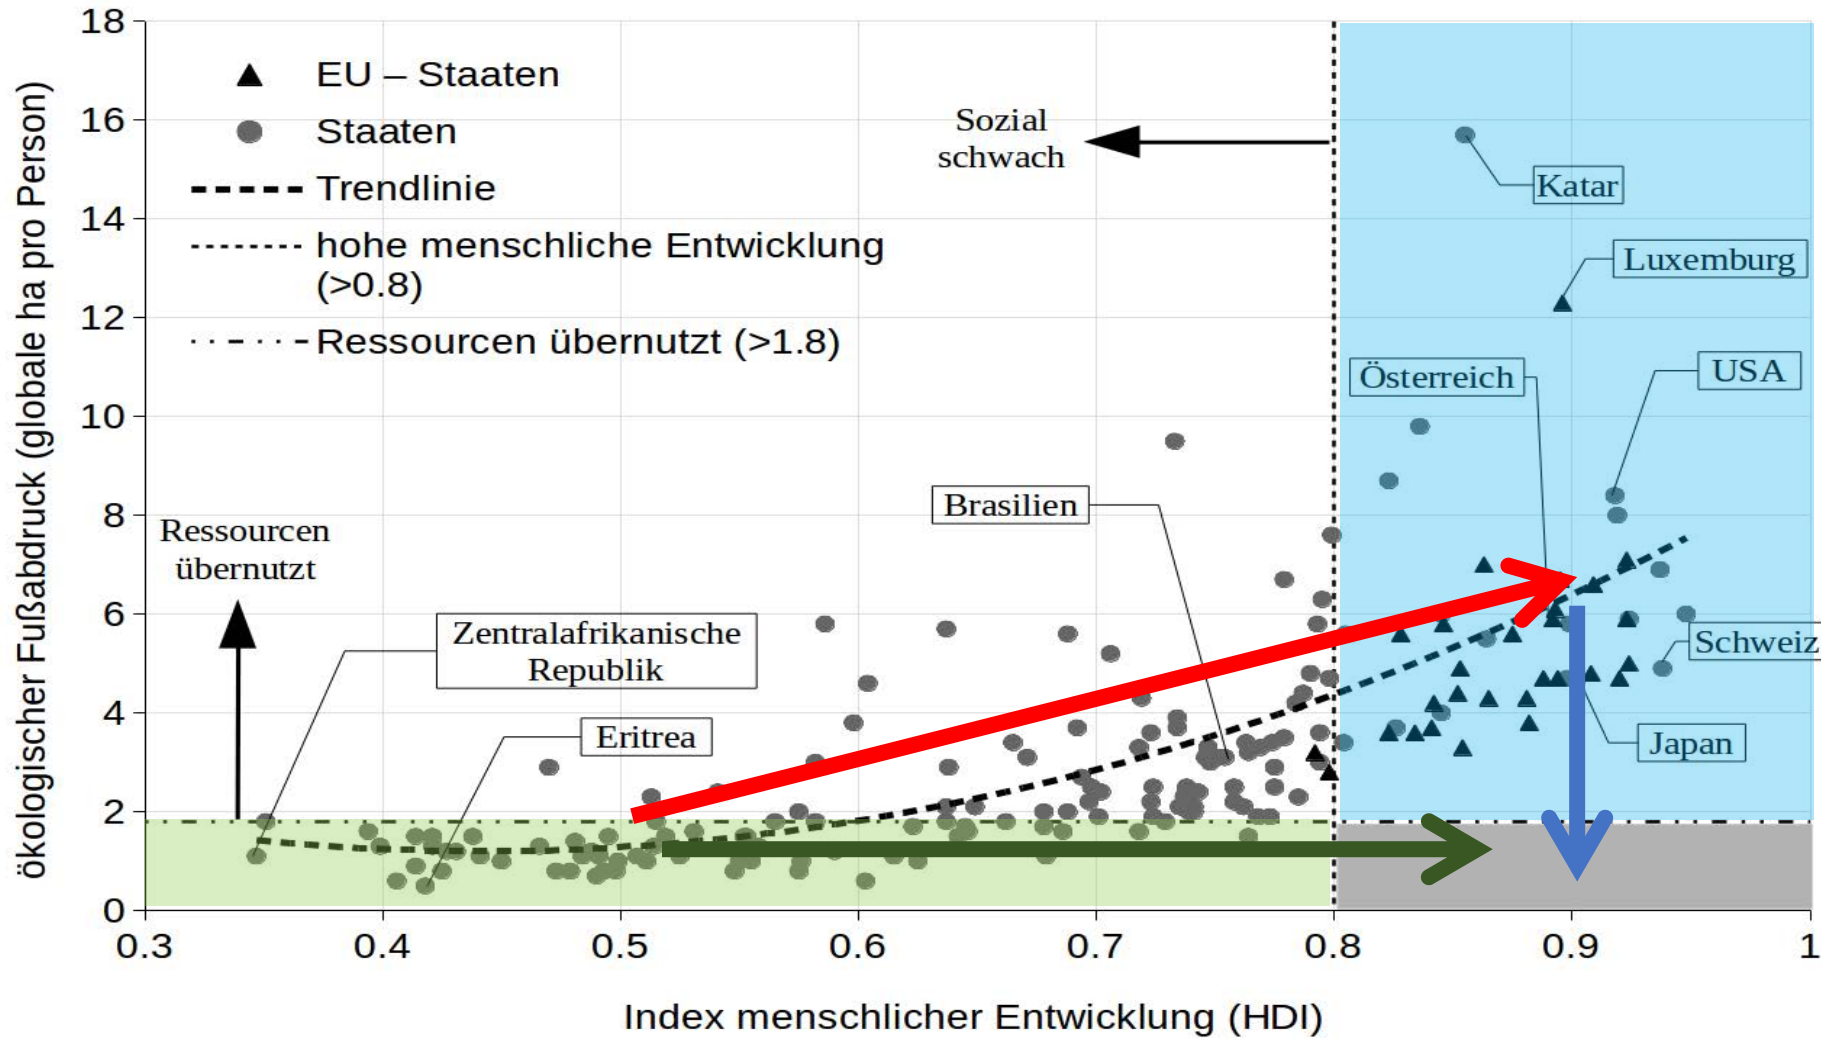 18
16
14
12
10
8
6
4
2
0
ökologischer Fußabdruck (globale ha pro Person)
EU – Staaten
Staaten
Trendlinie
hohe menschliche Entwicklung
(>0.8)
Ressourcen übernutzt (>1.8)
Sozial
schwach
Katar
Luxemburg
Österreich
USA
Brasilien
Ressourcen
übernutzt
Zentralafrikanische
Republik
Eritrea
Schweiz
Japan
0.3
0.4
0.5
0.6
0.7
0.8
0.9
1
Index menschlicher Entwicklung (HDI)